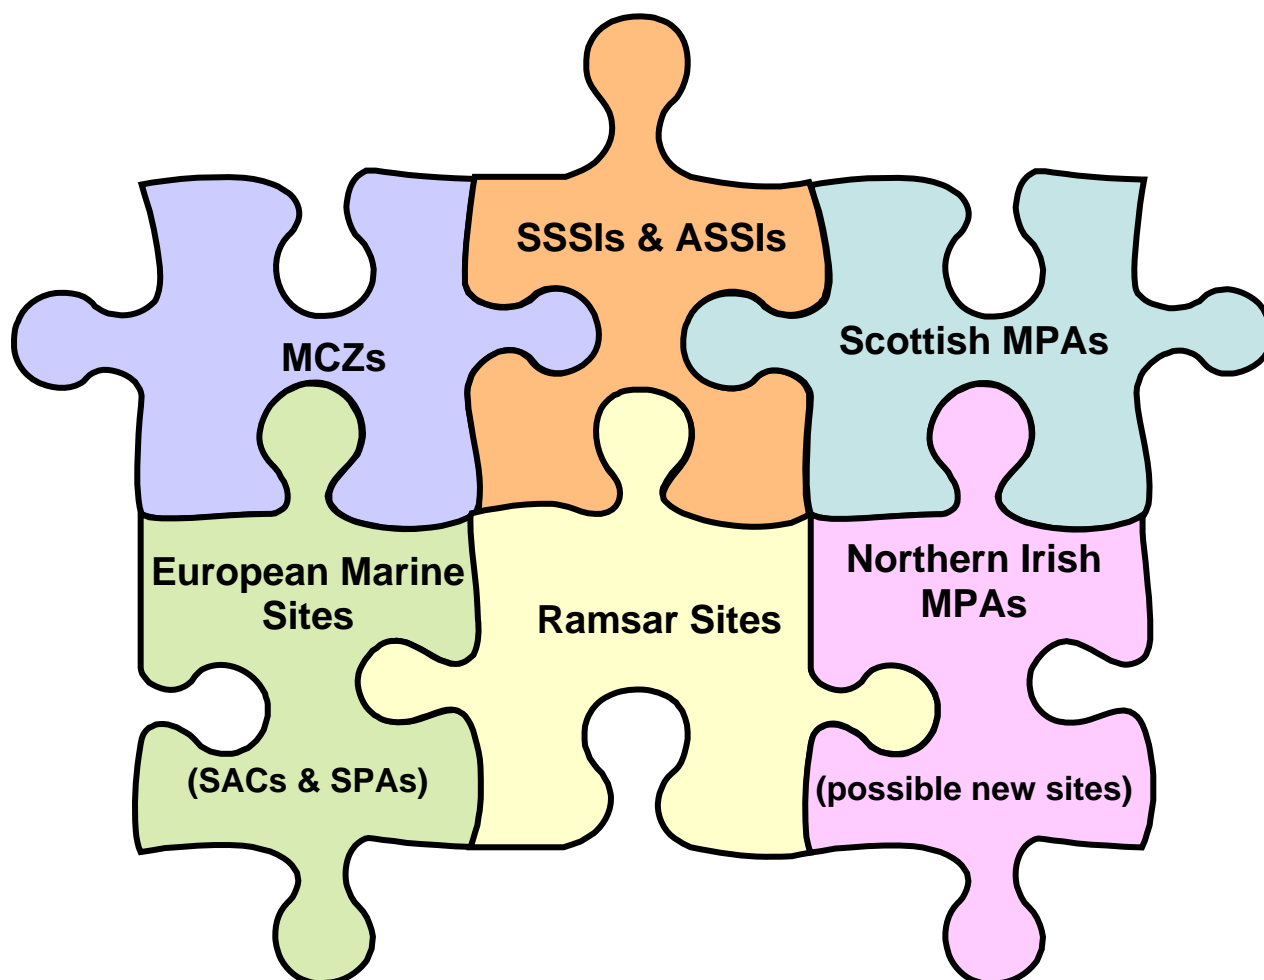 SSSIs & ASSIs
MCZs
Scottish MPAs
European Marine
Sites
(SACs & SPAs)
Ramsar Sites
Northern Irish
MPAs
(possible new sites)